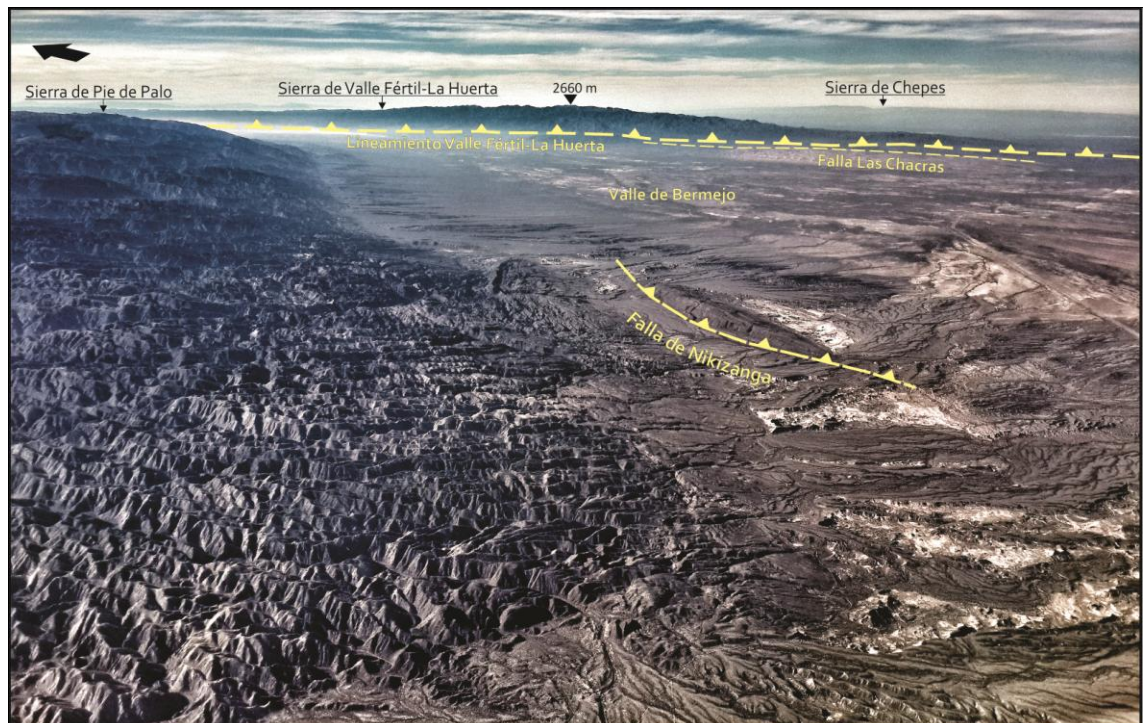 Sierra de Pie de Palo
Sierra de Valle Fértil-La Huerta
2660 m
Sierra de Chepes
Lineamiento Valle Fértil-La Huerta
Falla Las Chacras
Valle de Bermejo
Falla de Nikizanga